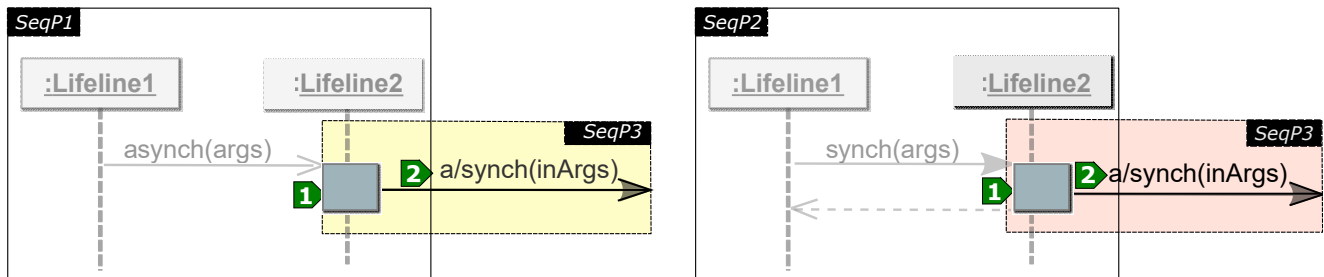 SeqP1
:Lifeline1
:Lifeline2
SeqP3
asynch(args)
2
a/synch(inArgs)
1
SeqP2
:Lifeline1
:Lifeline2
SeqP3
synch(args)
2
a/synch(inArgs)
1